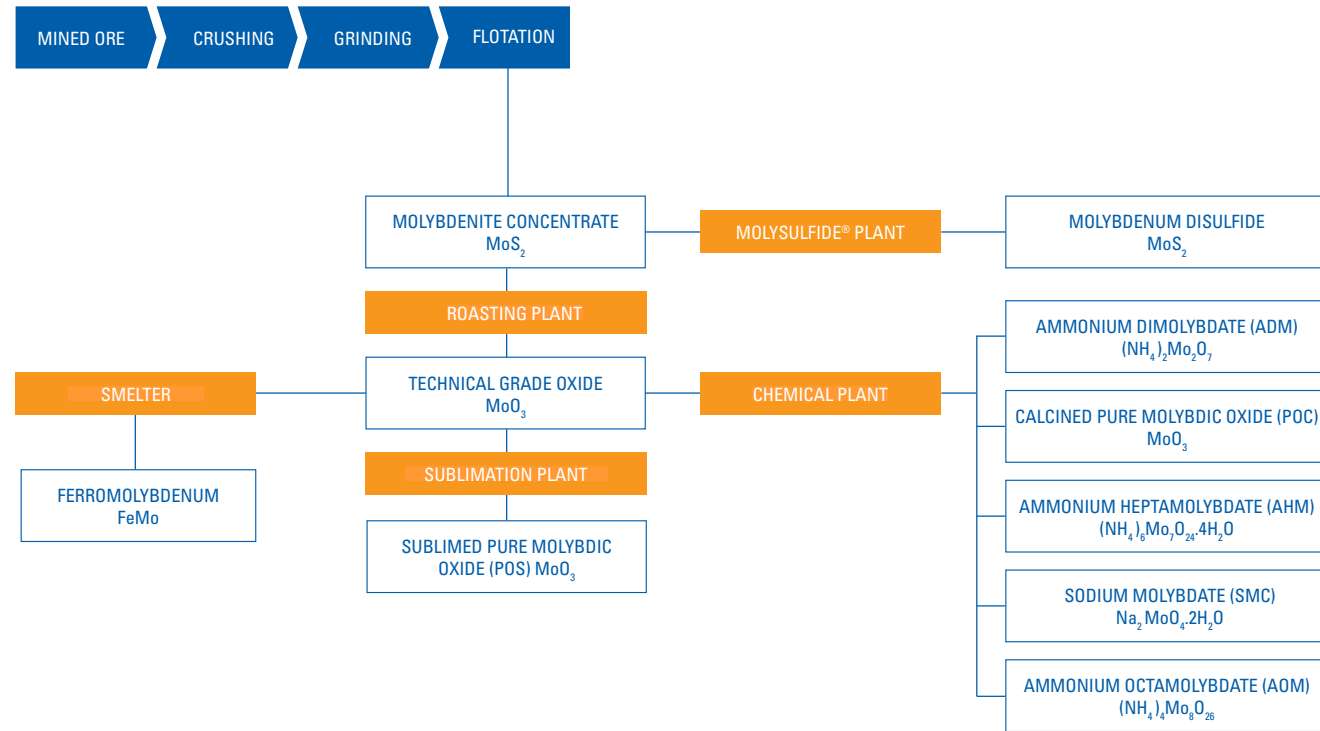 MINED ORE
CRUSHING
GRINDING
FLOTATION
MOLYBDENITE CONCENTRATE
MoS₂
MOLYSULFIDE® PLANT
MOLYBDENUM DISULFIDE
MoS₂
ROASTING PLANT
AMMONIUM DIMOLYBDATE (ADM)
(NH₄)₂Mo₂O₇
SMELTER
TECHNICAL GRADE OXIDE
MoO₃
CHEMICAL PLANT
CALCINED PURE MOLYBDIC OXIDE (POC)
MoO₃
SUBLIMATION PLANT
FERROMOLYBDENUM
FeMo
AMMONIUM HEPTAMOLYBDATE (AHM)
(NH₄)₆Mo₇O₂₄.4H₂O
SUBLIMED PURE MOLYBDIC
OXIDE (POS) MoO₃
SODIUM MOLYBDATE (SMC)
Na₂ MoO₄.2H₂O
AMMONIUM OCTAMOLYBDATE (AOM)
(NH₄)₄Mo₈O₂₆